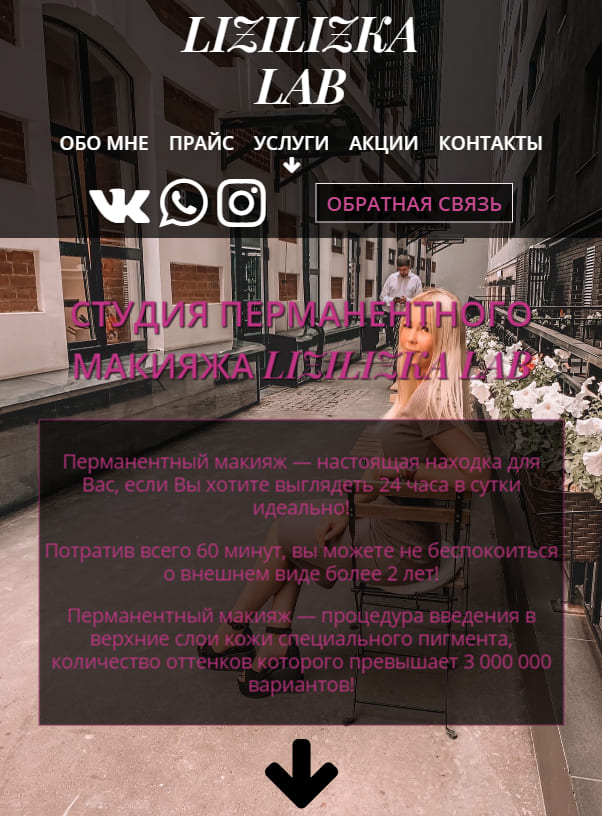 LIZILIZKA
LAB
ОБО МНЕ ПРАЙС УСЛУГИ АКЦИИ КОНТАКТЫ
ОБРАТНАЯ СВЯЗЬ
СТУДИЯ ПЕРМАНЕНТНОГО
МАКИЯЖА LIZILIZKA LAB
Перманентный макияж — настоящая находка для
Вас, если Вы хотите выглядеть 24 часа в сутки
идеально!
Потратив всего 60 минут, вы можете не беспокоиться
о внешнем виде более 2 лет!
Перманентный макияж — процедура введения в
верхние слои кожи специального пигмента,
количество оттенков которого превышает 3 000 000
вариантов!